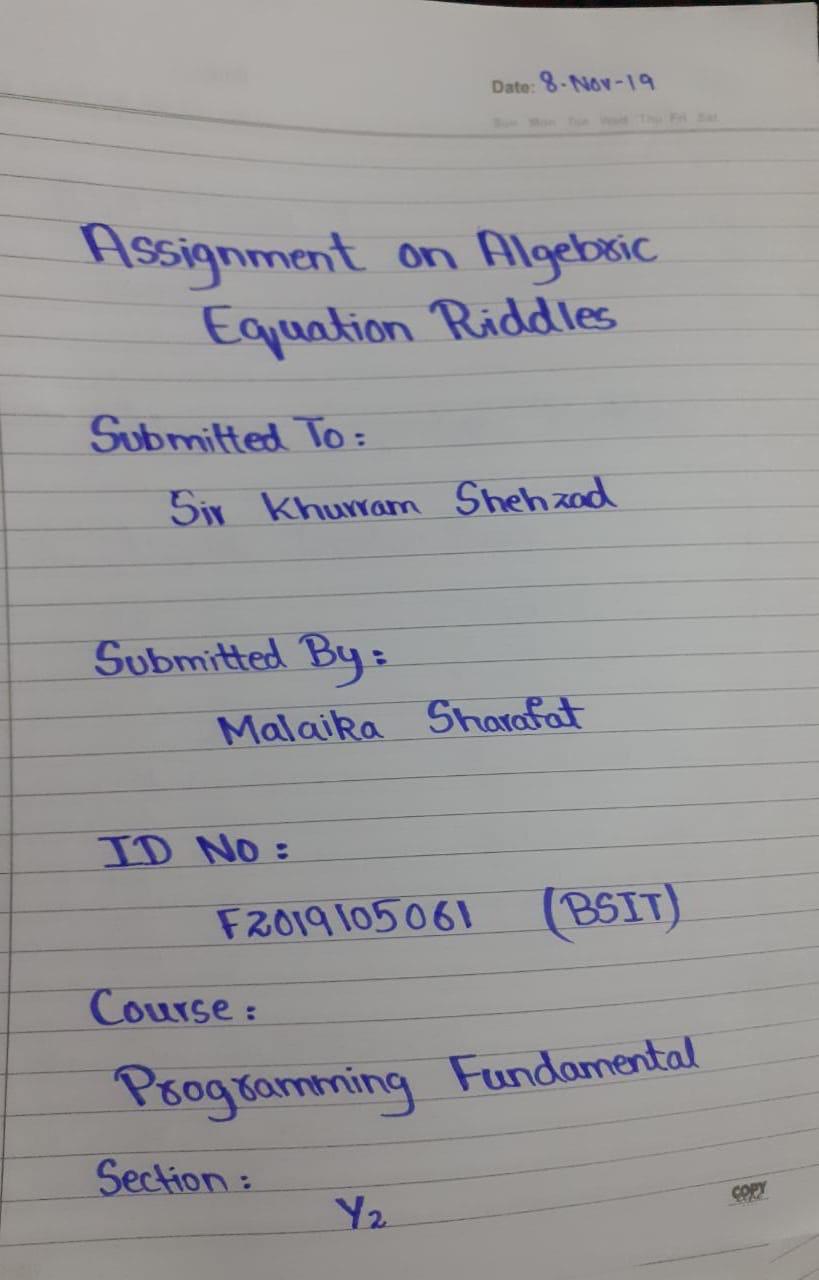 Date: 8-Nov-19
Sun Mon Tue Wed Thu Fri Sat
Assignment on Algebric
Equation Riddles
Submitted To:
Sir Khurram Shehzad
Submitted By:
Malaika Sharafat
ID No:
F2019105061 (BSIT)
Course:
Programming Fundamental
Section:
Y2
COPY